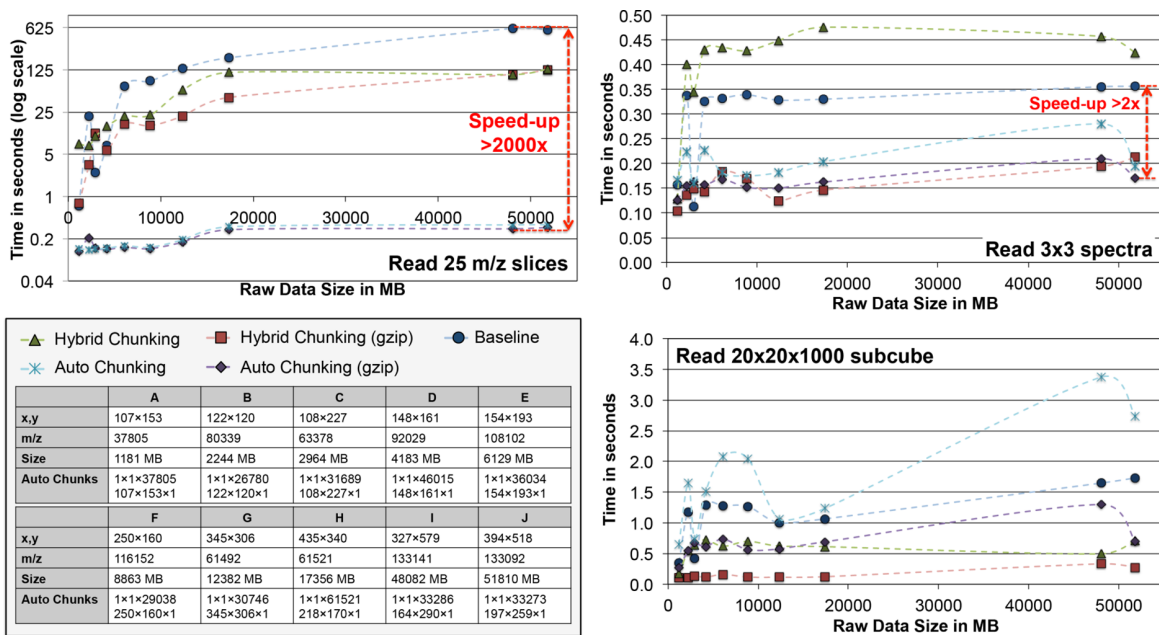 625
125
25
5
1
0.2
0.04
Time in seconds (log scale)
0
10000
20000
30000
40000
50000
Speed-up
>2000x
Read 25 m/z slices
Raw Data Size in MB
0.50
0.45
0.40
0.35
0.30
0.25
0.20
0.15
0.10
0.05
0.00
Time in seconds
Speed-up >2x
Read 3x3 spectra
0
10000
20000
30000
40000
50000
Raw Data Size in MB
Hybrid Chunking
Hybrid Chunking (gzip)
Baseline
Auto Chunking
Auto Chunking (gzip)
A B C D E
x,y 107×153 122×120 108×227 148×161 154×193
m/z 37805 80339 63378 92029 108102
Size 1181 MB 2244 MB 2964 MB 4183 MB 6129 MB
Auto Chunks 1×1×37805 1×1×26780 1×1×31689 1×1×46015 1×1×36034
107×153×1 122×120×1 108×227×1 148×161×1 154×193×1
F G H I J
x,y 250×160 345×306 435×340 327×579 394×518
m/z 116152 61492 61521 133141 133092
Size 8863 MB 12382 MB 17356 MB 48082 MB 51810 MB
Auto Chunks 1×1×29038 1×1×30746 1×1×61521 1×1×33286 1×1×33273
250×160×1 345×306×1 218×170×1 164×290×1 197×259×1
4.0
3.5
3.0
2.5
2.0
1.5
1.0
0.5
0.0
Time in seconds
Read 20x20x1000 subcube
0
10000
20000
30000
40000
50000
Raw Data Size in MB